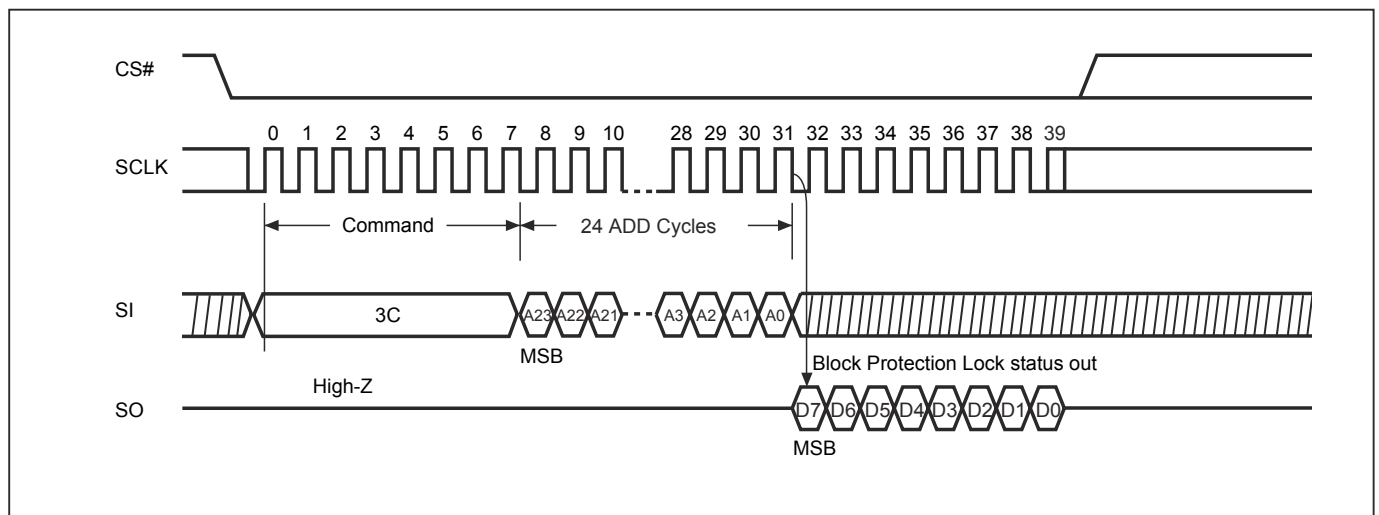 CS#
0 1 2 3 4 5 6 7 8 9 10 28 29 30 31 32 33 34 35 36 37 38 39
SCLK
Command 24 ADD Cycles
SI 3C A23 A22 A21 A3 A2 A1 A0
MSB
Block Protection Lock status out
High-Z
SO D7 D6 D5 D4 D3 D2 D1 D0
MSB